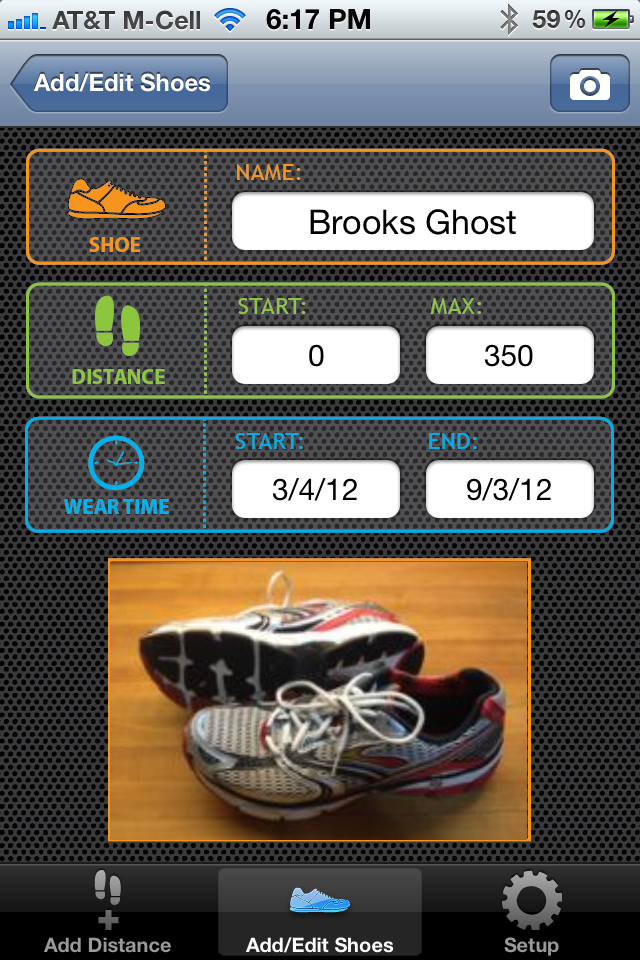 AT&T M-Cell 6:17 PM 59%
Add/Edit Shoes
NAME:
Brooks Ghost
SHOE
START: MAX:
0 350
DISTANCE
START: END:
3/4/12 9/3/12
WEAR TIME
Add Distance Add/Edit Shoes Setup